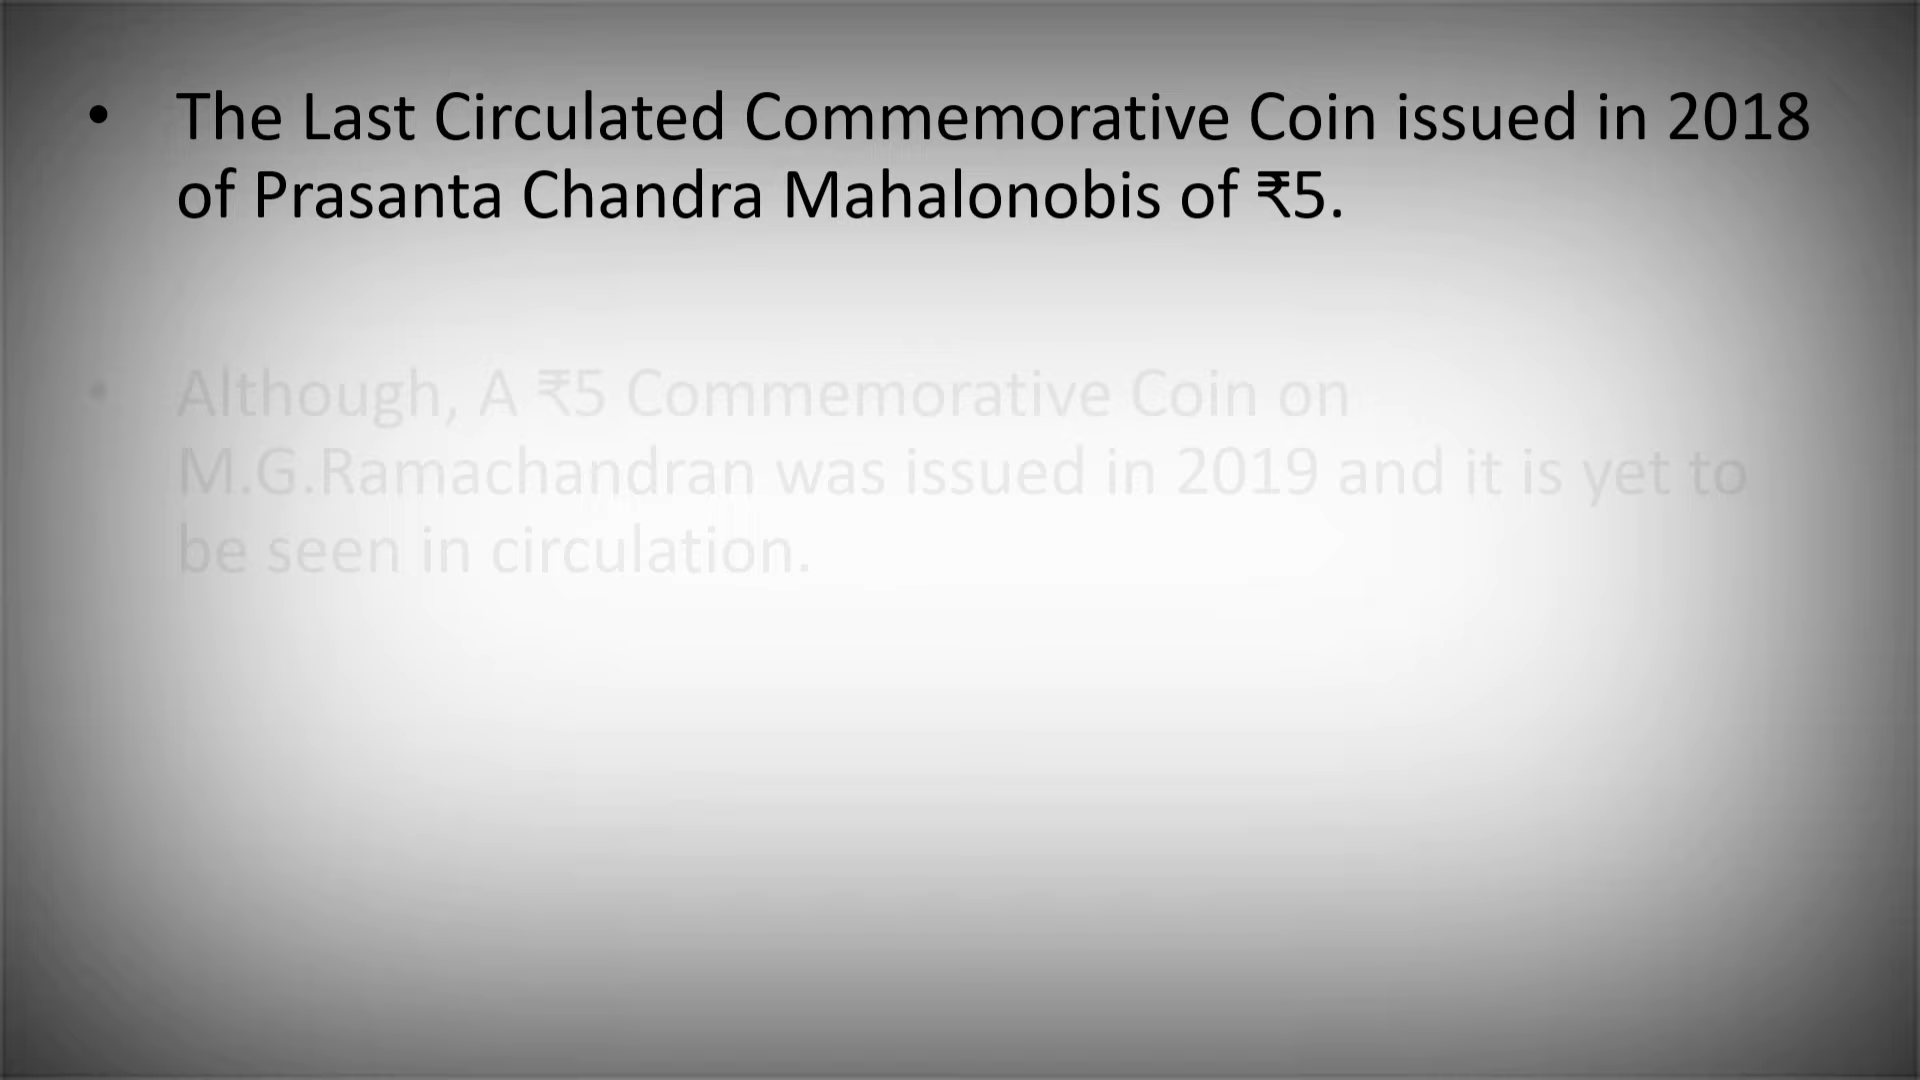 • The Last Circulated Commemorative Coin issued in 2018
of Prasanta Chandra Mahalonobis of ₹5.
• Although, A ₹5 Commemorative Coin on
M.G.Ramachandran was issued in 2019 and it is yet to
be seen in circulation.